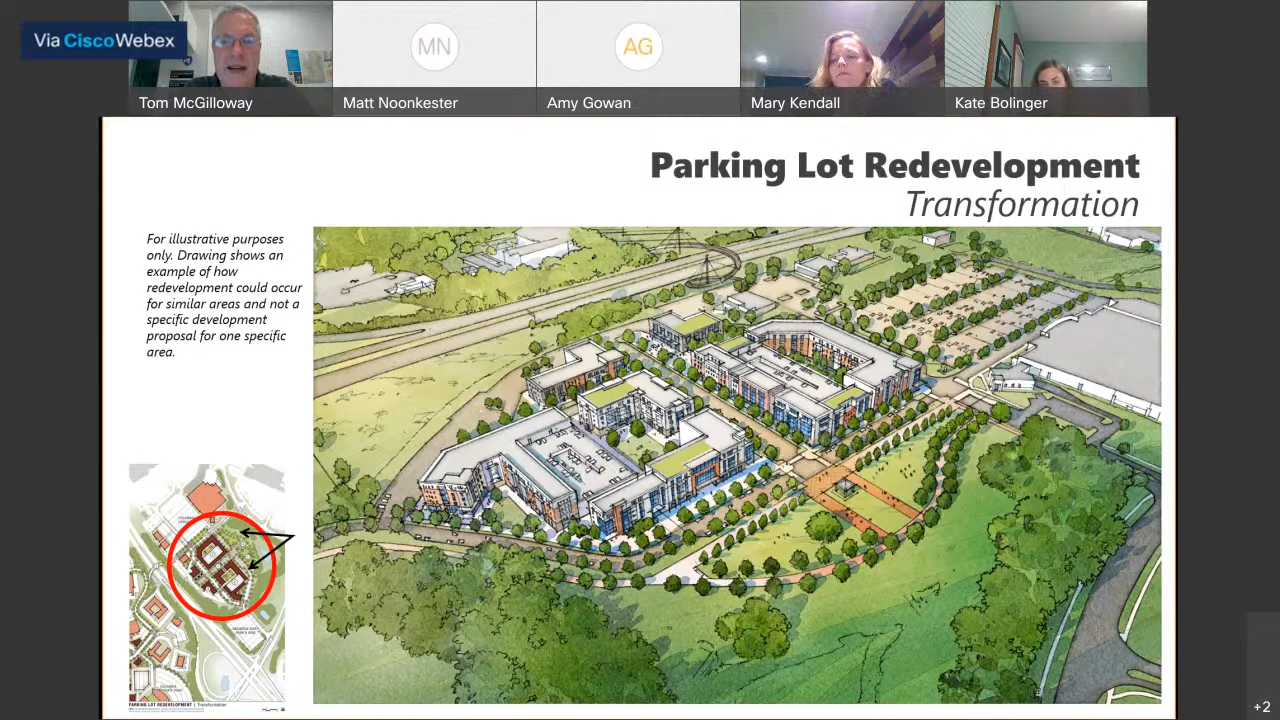 Via CiscoWebex
MN
AG
Tom McGilloway
Matt Noonkester
Amy Gowan
Mary Kendall
Kate Bolinger
Parking Lot Redevelopment
Transformation
For illustrative purposes
only. Drawing shows an
example of how
redevelopment could occur
for similar areas and not a
specific development
proposal for one specific
area.
PARKING LOT REDEVELOPMENT | Transformation
+2